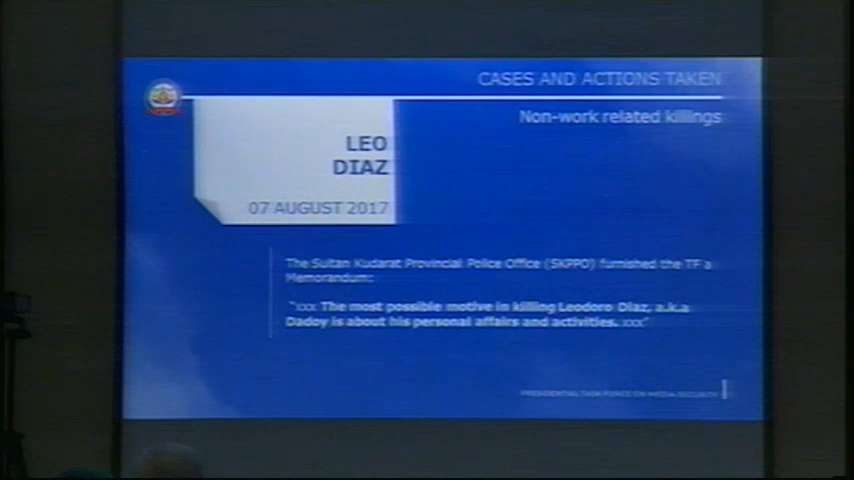 CASES AND ACTIONS TAKEN
Non-work related killings
LEO
DIAZ
07 AUGUST 2017
The Sultan Kudarat Provincial Police Office (SKPPO) furnished the TF a
Memorandum:
"xxx The most possible motive in killing Leodoro Diaz, a.k.a
Dadoy is about his personal affairs and activities. xxx"
PRESIDENTIAL TASK FORCE ON MEDIA SECURITY